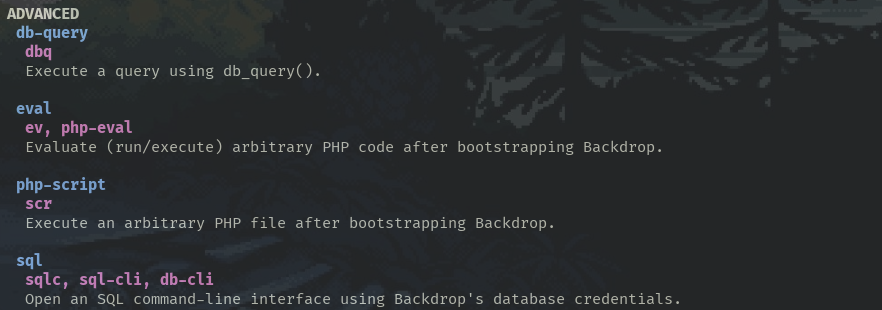 ADVANCED
db-query
dbq
Execute a query using db_query().
eval
ev, php-eval
Evaluate (run/execute) arbitrary PHP code after bootstrapping Backdrop.
php-script
scr
Execute an arbitrary PHP file after bootstrapping Backdrop.
sql
sqlc, sql-cli, db-cli
Open an SQL command-line interface using Backdrop's database credentials.